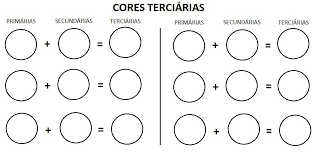 CORES TERCIÁRIAS
PRIMÁRIAS SECUNDÁRIAS TERCIÁRIAS PRIMÁRIAS SECUNDÁRIAS TERCIÁRIAS
+ = + =
+ = + =
+ = + =